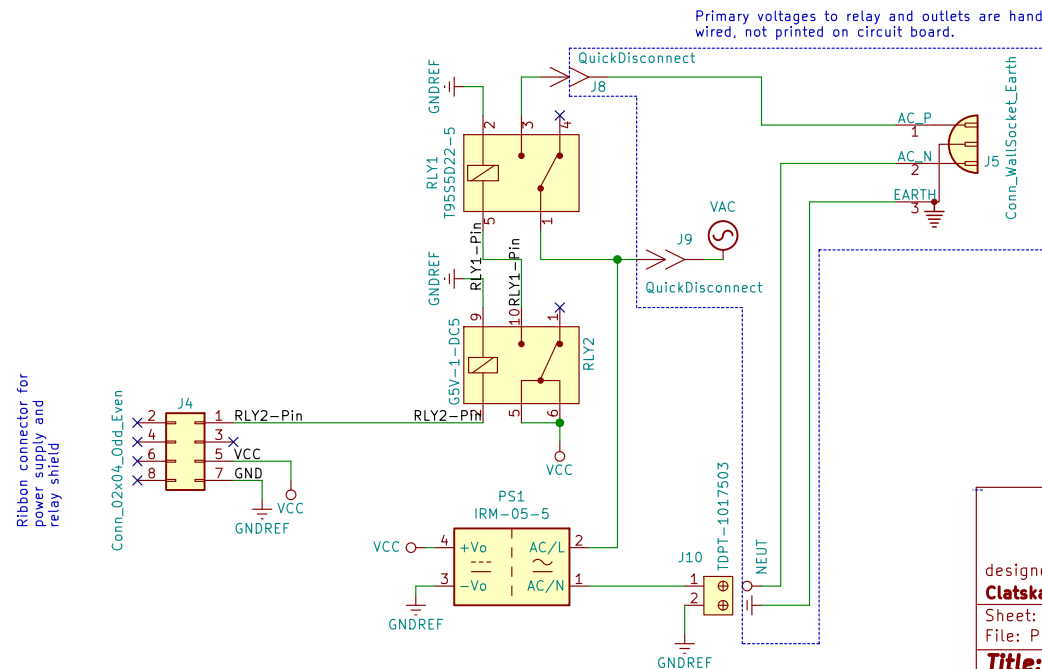 Primary voltages to relay and outlets are hand
wired, not printed on circuit board.
QuickDisconnect
J8
GNDREF
2
3
4
RLY1
T95S5D22-5
5
1
AC_P
1
AC_N
2
EARTH
3
J5
Conn_WallSocket_Earth
VAC
J9
QuickDisconnect
RLY1-Pin
RLY1-Pin
GNDREF
9
10
1
G5V-1-DC5
RLY2
2
5
6
VCC
Ribbon connector for
power supply and
relay shield
Conn_02x04_Odd_Even
J4
2
4
6
8
1
3
5
7
RLY2-Pin
RLY2-Pin
VCC
GND
VCC
GNDREF
PS1
IRM-05-5
VCC
4
+Vo
AC/L
2
3
-Vo
AC/N
1
GNDREF
J10
TDPT-1017503
1
2
NEUT
GNDREF
designe
Clatska
Sheet:
File: P
Title: